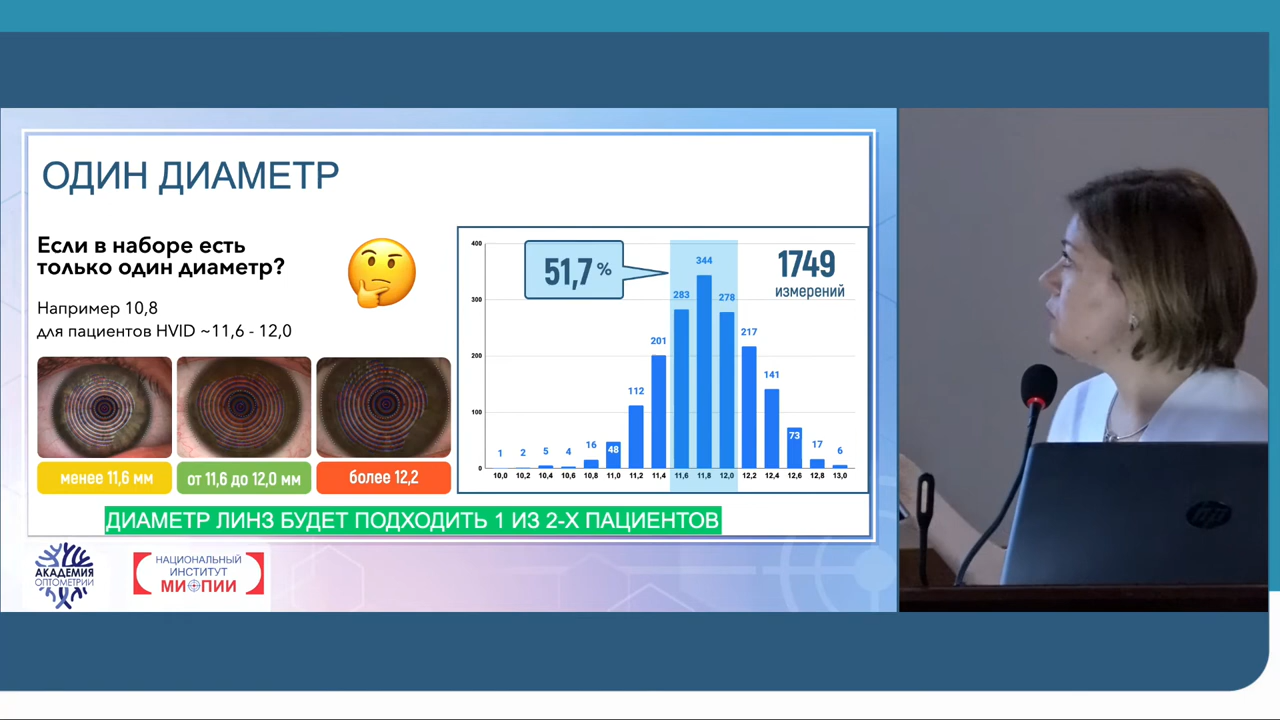 ОДИН ДИАМЕТР
Если в наборе есть
только один диаметр?
Например 10,8
для пациентов HVID ~11,6 - 12,0
менее 11,6 мм
от 11,6 до 12,0 мм
более 12,2
51,7 %
1749
измерений
400
300
200
100
0
1 2 5 4 16 48 112 201 283 344 278 217 141 73 17 6
10,0 10,2 10,4 10,6 10,8 11,0 11,2 11,4 11,6 11,8 12,0 12,2 12,4 12,6 12,8 13,0
ДИАМЕТР ЛИНЗ БУДЕТ ПОДХОДИТЬ 1 ИЗ 2-Х ПАЦИЕНТОВ
АКАДЕМИЯ
ОПТОМЕТРИИ
НАЦИОНАЛЬНЫЙ
ИНСТИТУТ
МИОПИИ
hp